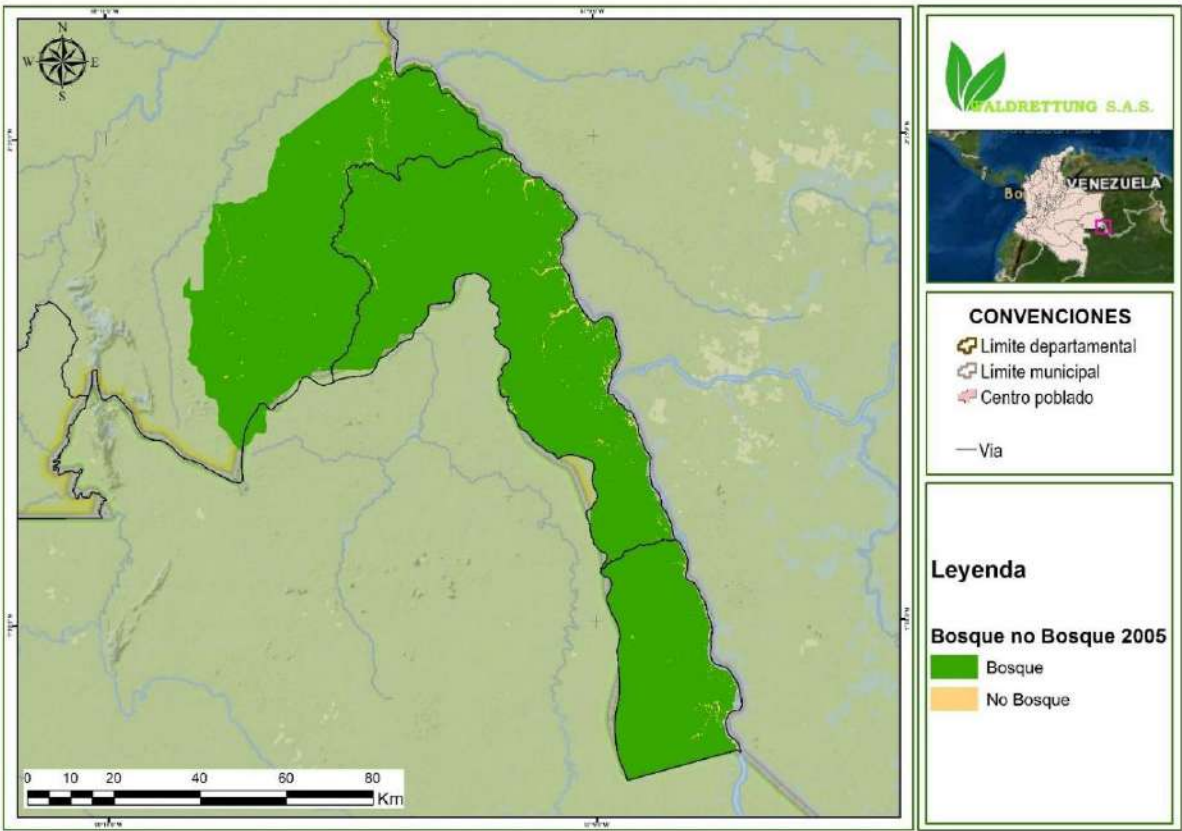 N
W E
S
0 10 20 40 60 80
Km
WALDRETTUNG S.A.S.
VENEZUELA
Bo
CONVENCIONES
Limite departamental
Limite municipal
Centro poblado
Via
Leyenda
Bosque no Bosque 2005
Bosque
No Bosque